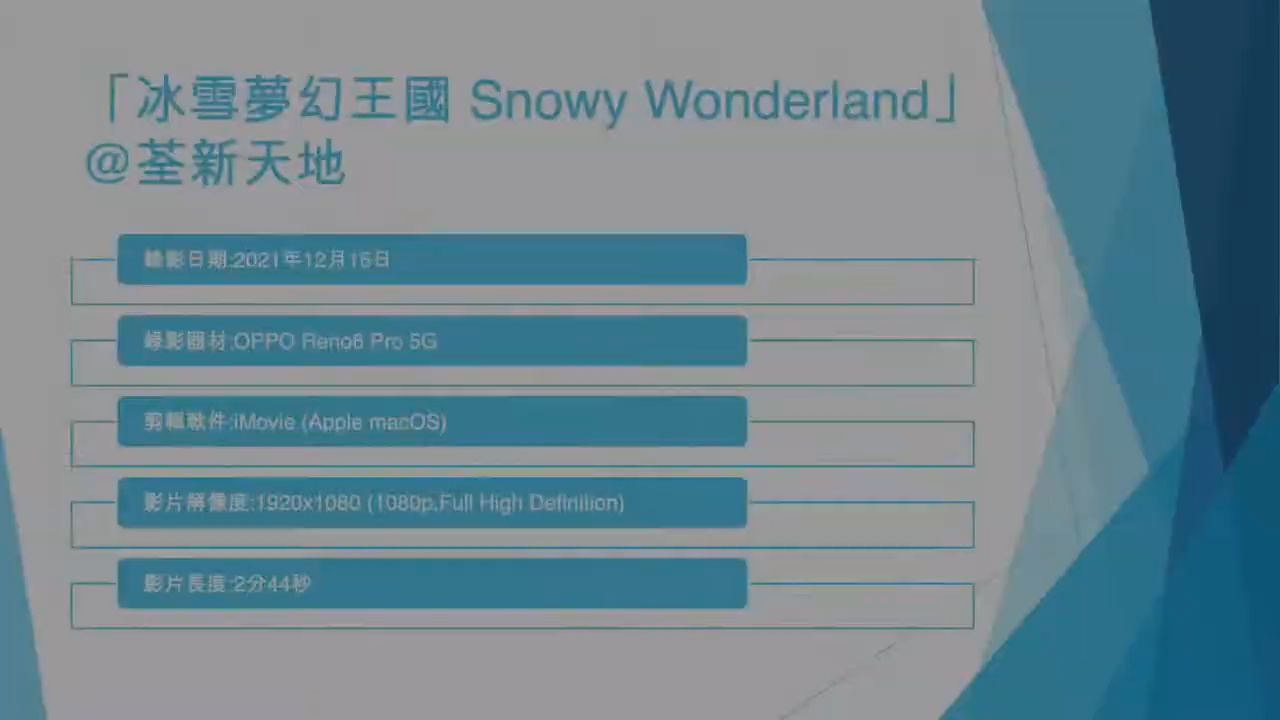 「冰雪夢幻王國 Snowy Wonderland」
@荃新天地
錄影日期:2021年12月15日
錄影器材:OPPO Reno6 Pro 5G
剪輯軟件:iMovie (Apple macOS)
影片解像度:1920x1080 (1080p,Full High Definition)
影片長度:2分44秒